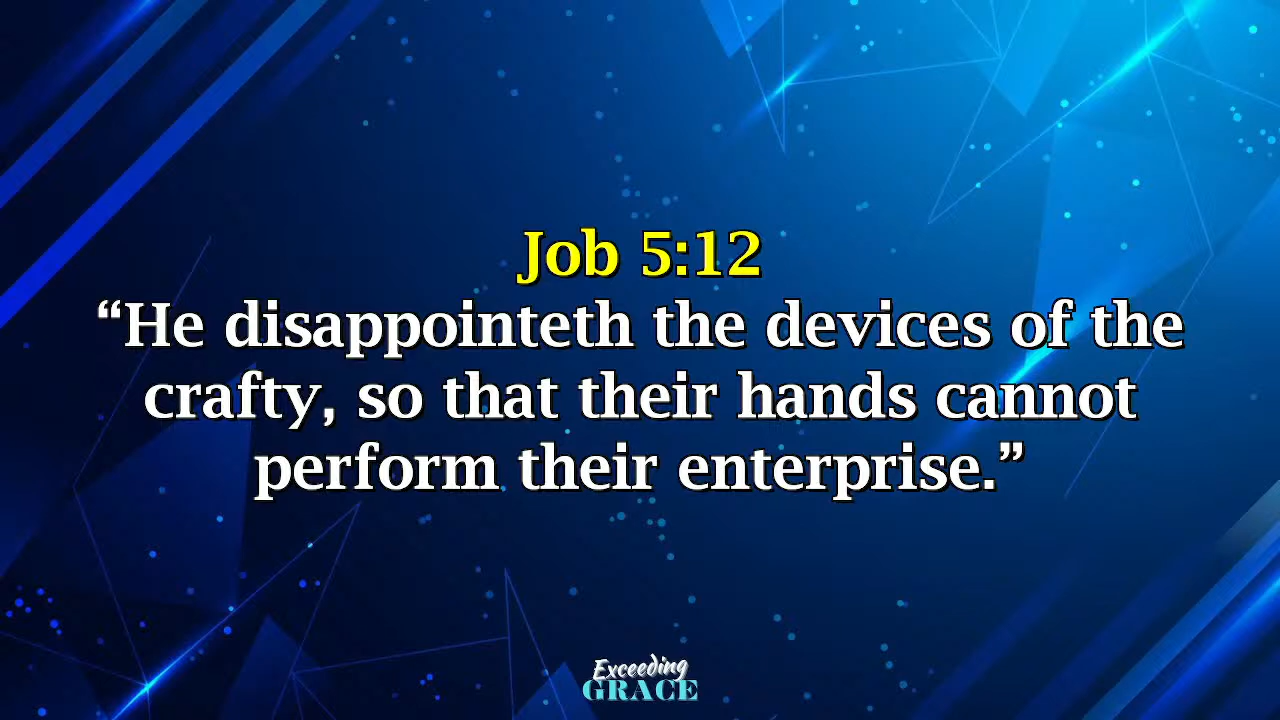 Job 5:12
“He disappointeth the devices of the
crafty, so that their hands cannot
perform their enterprise.”
Exceeding
GRACE